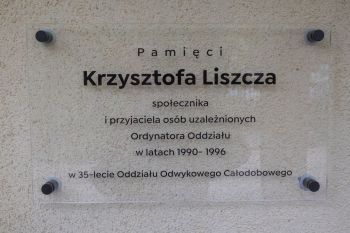 Pamięci
Krzysztofa Liszcza
społecznika
i przyjaciela osób uzależnionych
Ordynatora Oddziału
w latach 1990- 1996
w 35-lecie Oddziału Odwykowego Całodobowego